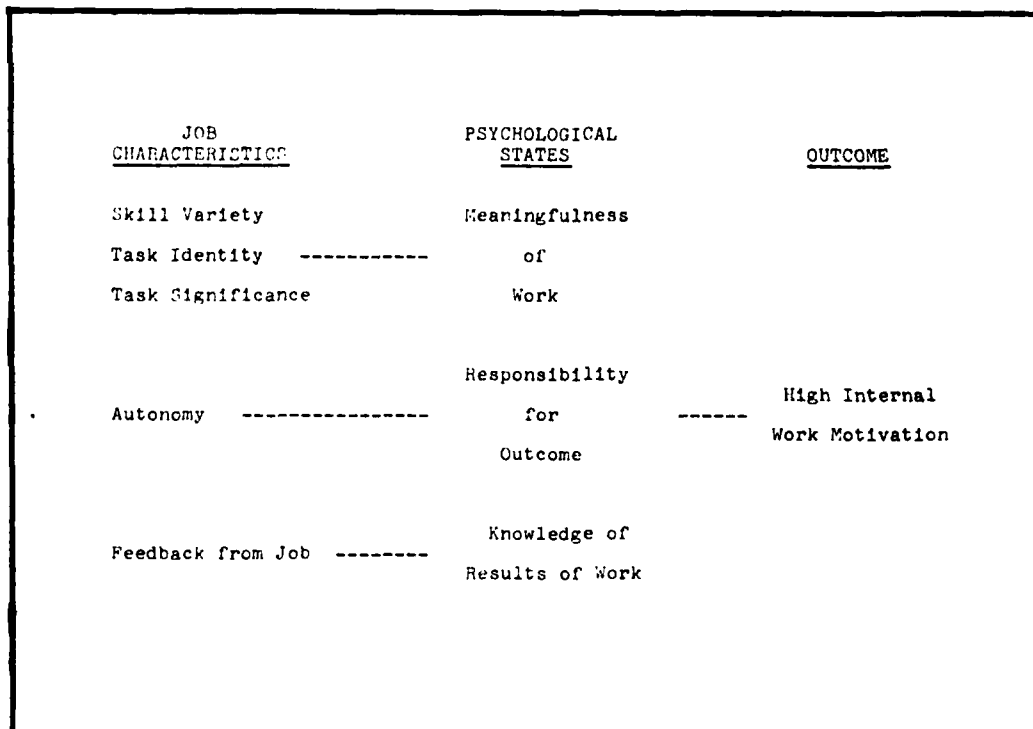 JOB
CHARACTERISTICS
PSYCHOLOGICAL
STATES
OUTCOME
Skill Variety
Task Identity -----------
Task Significance
Meaningfulness
of
Work
Autonomy ---------------
Responsibility
for
Outcome
------
High Internal
Work Motivation
Feedback from Job --------
Knowledge of
Results of Work